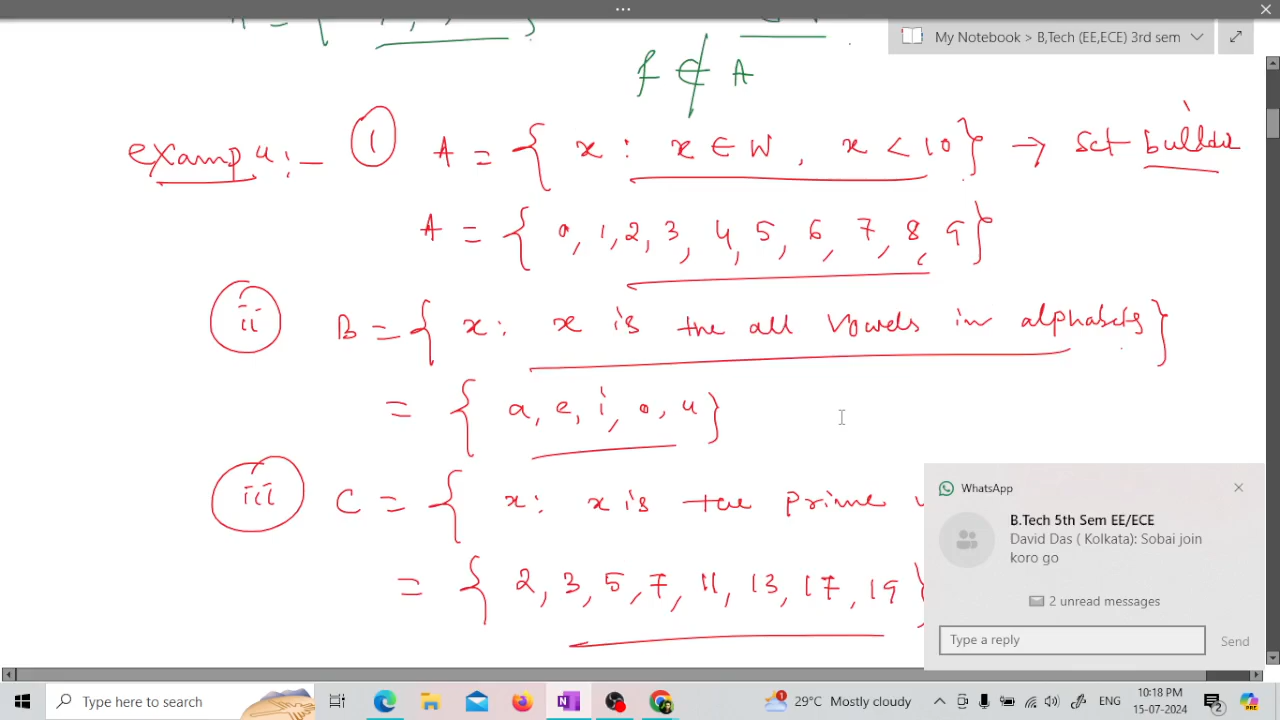 My Notebook > B,Tech (EE,ECE) 3rd sem
f ∉ A
(i) A = { x : x ∈ W , x < 10 } → Set builder
A = { 0, 1, 2, 3, 4, 5, 6, 7, 8, 9 }
(ii) B = { x : x is the all vowels in alphabets }
= { a, e, i, o, u }
(iii) C = { x : x is the prime
= { 2, 3, 5, 7, 11, 13, 17, 19 }
WhatsApp
B.Tech 5th Sem EE/ECE
David Das ( Kolkata): Sobai join
koro go
2 unread messages
Type a reply
Send
Type here to search
1
29°C Mostly cloudy
ENG
10:18 PM
15-07-2024
2